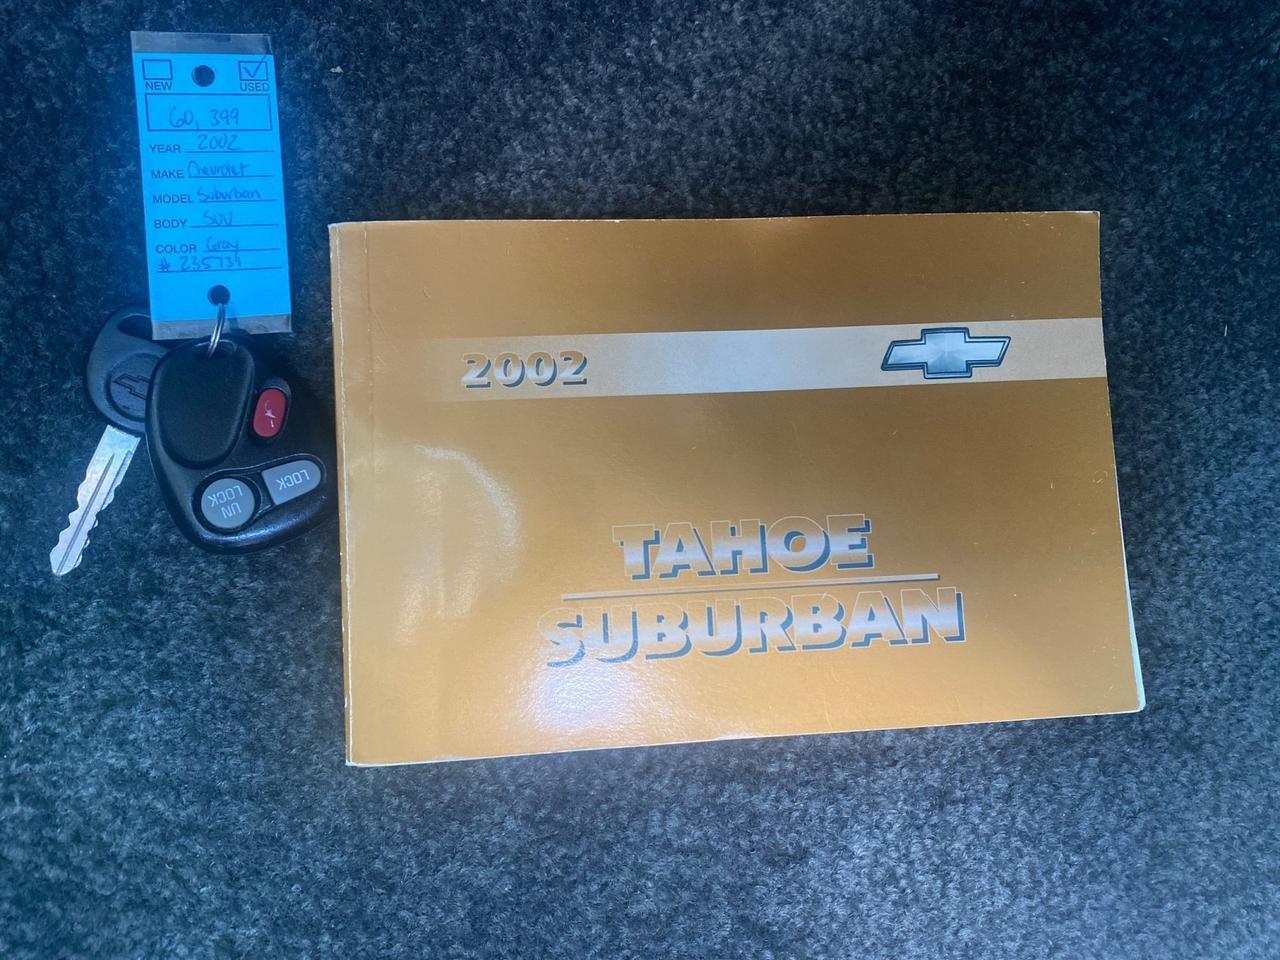 NEW USED
60,399
YEAR 2002
MAKE Chevrolet
MODEL Suburban
BODY SUV
COLOR Gray
# 235734
LOCK
UN
LOCK
2002
TAHOE
SUBURBAN